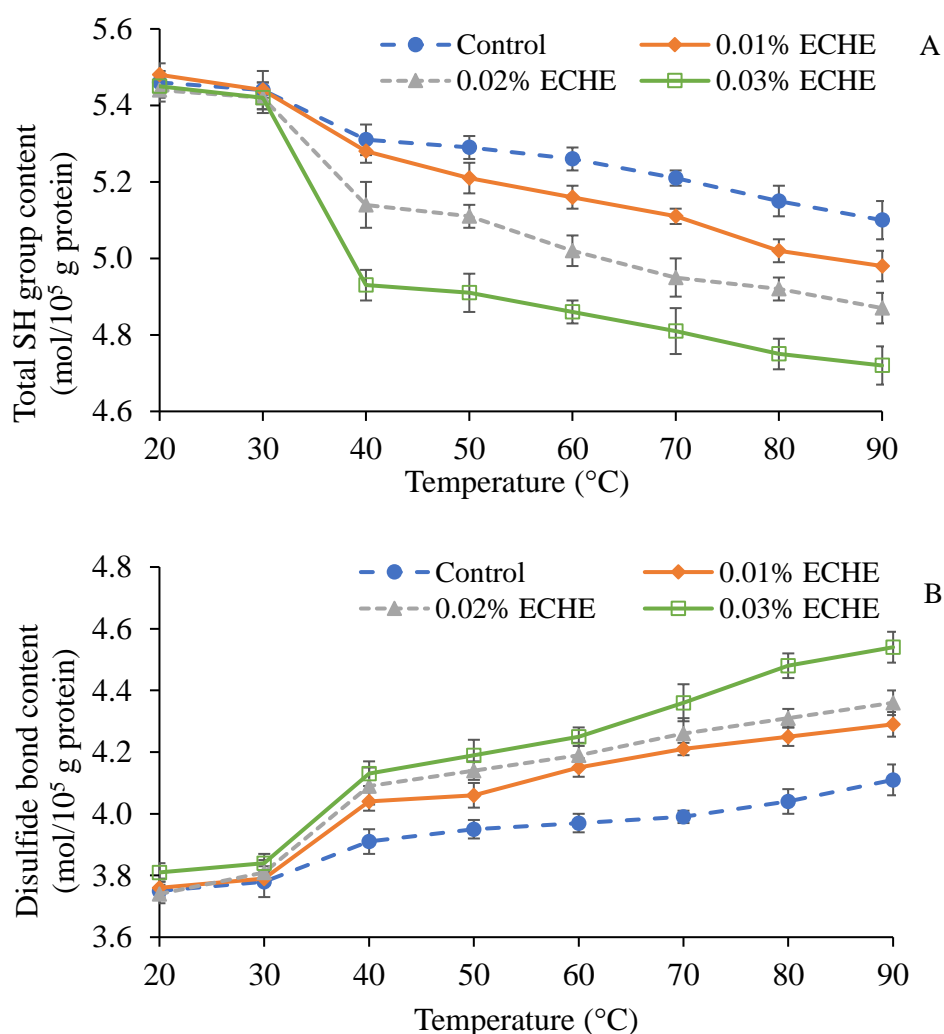 A
Control
0.01% ECHE
0.02% ECHE
0.03% ECHE
Total SH group content
(mol/10⁵ g protein)
5.6
5.4
5.2
5.0
4.8
4.6
20 30 40 50 60 70 80 90
Temperature (°C)
B
Control
0.01% ECHE
0.02% ECHE
0.03% ECHE
Disulfide bond content
(mol/10⁵ g protein)
4.8
4.6
4.4
4.2
4.0
3.8
3.6
20 30 40 50 60 70 80 90
Temperature (°C)